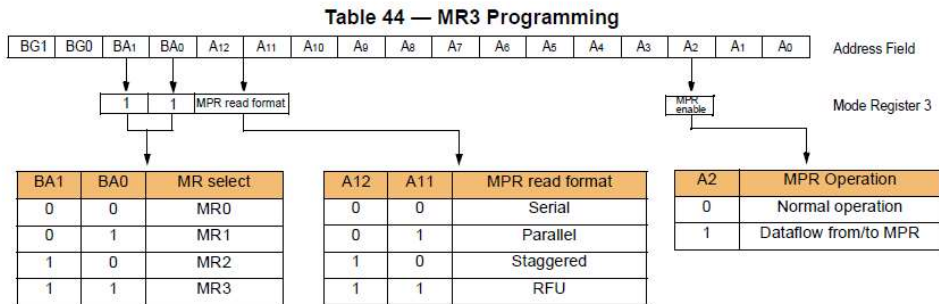 Table 44 — MR3 Programming
BG1 BG0 BA1 BA0 A12 A11 A10 A9 A8 A7 A6 A5 A4 A3 A2 A1 A0 Address Field
1 1 MPR read format MPR enable Mode Register 3
BA1 BA0 MR select
0 0 MR0
0 1 MR1
1 0 MR2
1 1 MR3
A12 A11 MPR read format
0 0 Serial
0 1 Parallel
1 0 Staggered
1 1 RFU
A2 MPR Operation
0 Normal operation
1 Dataflow from/to MPR